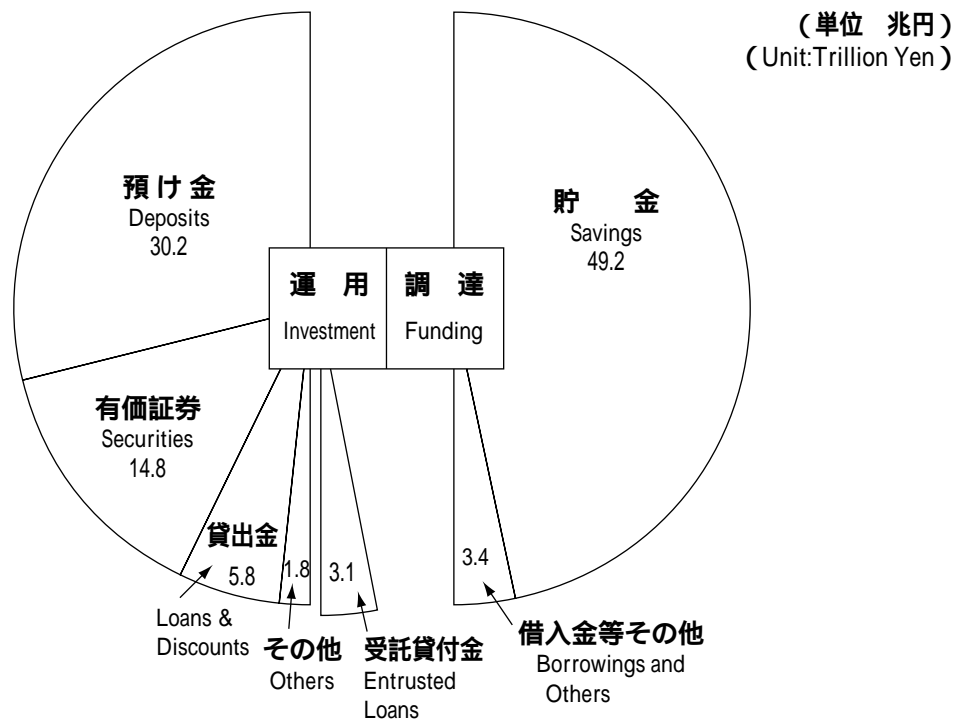 （単位 兆円）
（Unit:Trillion Yen）
預け金
Deposits
30.2
貯 金
Savings
49.2
運 用
Investment
調 達
Funding
有価証券
Securities
14.8
貸出金
5.8
Loans &
Discounts
1.8
その他
Others
3.1
受託貸付金
Entrusted
Loans
3.4
借入金等その他
Borrowings and
Others